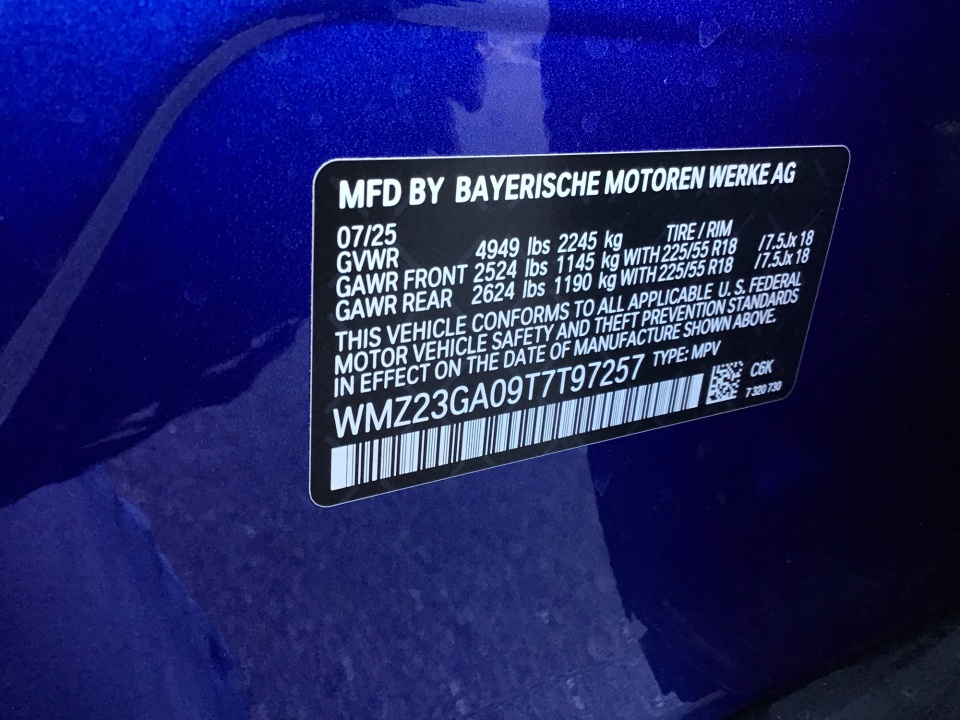 MFD BY BAYERISCHE MOTOREN WERKE AG
07/25 TIRE / RIM
GVWR 4949 lbs 2245 kg
GAWR FRONT 2524 lbs 1145 kg WITH 225/55 R18 /7.5Jx 18
GAWR REAR 2624 lbs 1190 kg WITH 225/55 R18 /7.5Jx 18
THIS VEHICLE CONFORMS TO ALL APPLICABLE U. S. FEDERAL
MOTOR VEHICLE SAFETY AND THEFT PREVENTION STANDARDS
IN EFFECT ON THE DATE OF MANUFACTURE SHOWN ABOVE.
WMZ23GA09T7T97257 TYPE: MPV
C6K
7 320 730